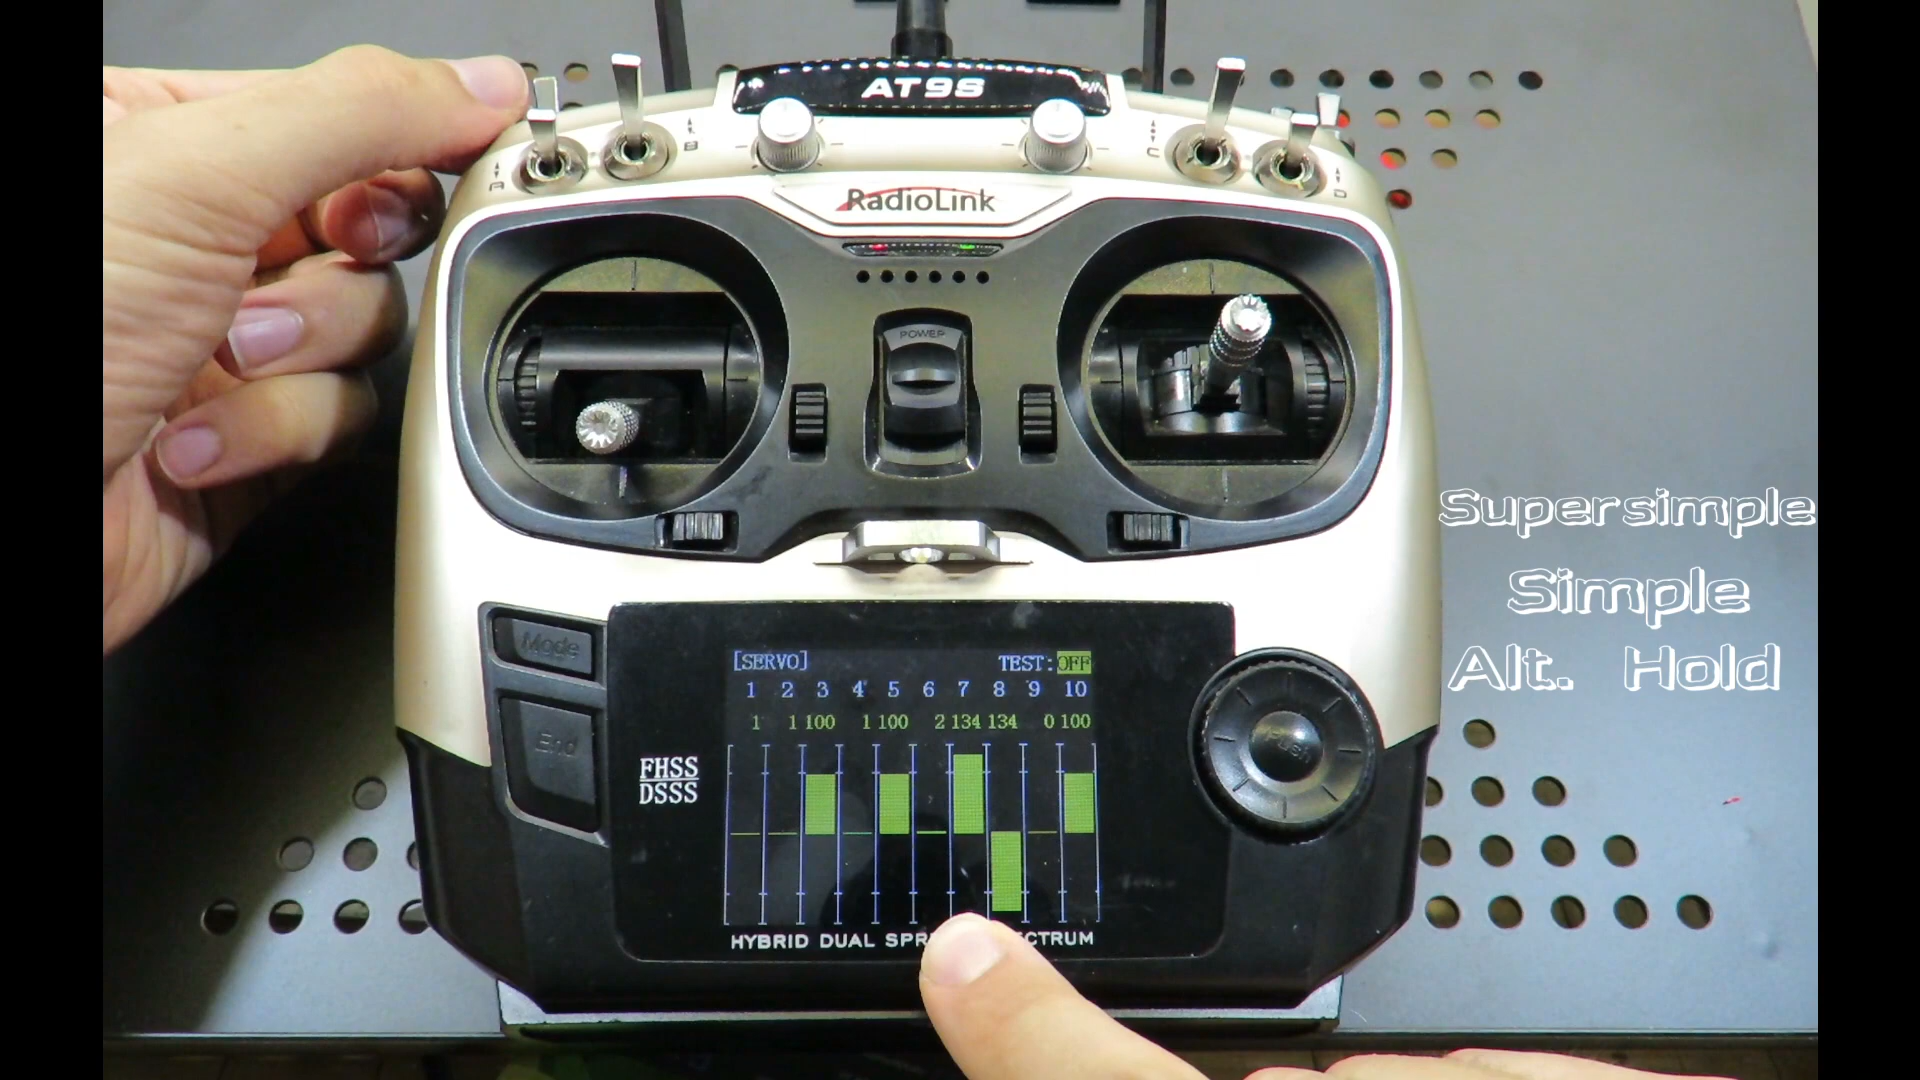 AT9S
A
B
C
D
RadioLink
POWER
Supersimple
Simple
Alt. Hold
Mode
End
Push
[SERVO] TEST:OFF
1 2 3 4 5 6 7 8 9 10
1 1 100 1 100 2 134 134 0 100
FHSS
DSSS
HYBRID DUAL SPR CTRUM